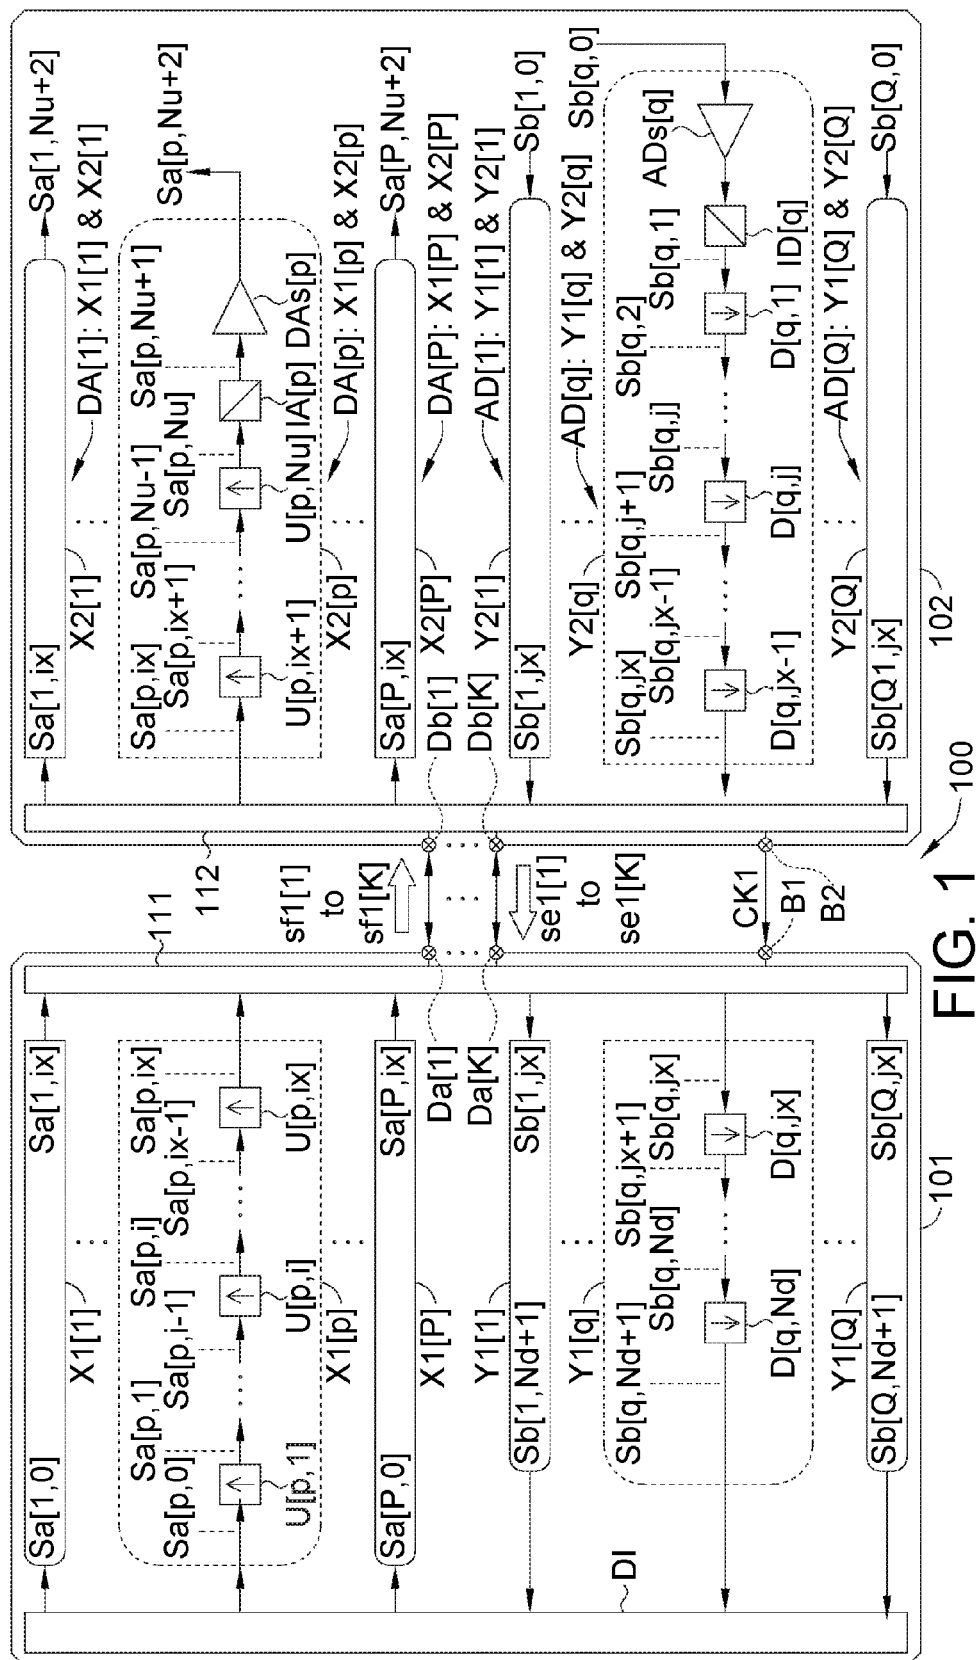 Sa[1,0]
Sa[1,ix]
X1[1]
Sa[p,0]
Sa[p,1]
Sa[p,i-1]
Sa[p,i]
Sa[p,ix-1]
Sa[p,ix]
U[p,1]
U[p,i]
U[p,ix]
X1[p]
Sa[P,0]
Sa[P,ix]
X1[P]
Da[1]
Da[K]
Y1[1]
Sb[1,Nd+1]
Sb[1,jx]
Y1[q]
Sb[q,Nd+1]
Sb[q,Nd]
Sb[q,jx+1]
Sb[q,jx]
D[q,Nd]
D[q,jx]
Y1[Q]
Sb[Q,Nd+1]
Sb[Q,jx]
DI
101
111
112
sf1[1]
to
sf1[K]
se1[1]
to
se1[K]
CK1
B1
B2
Sa[1,ix]
Sa[1,Nu+2]
X2[1]
DA[1]: X1[1] & X2[1]
Sa[p,ix]
Sa[p,ix+1]
Sa[p,Nu-1]
Sa[p,Nu]
Sa[p,Nu+1]
Sa[p,Nu+2]
U[p,ix+1]
U[p,Nu]
IA[p]
DAs[p]
X2[p]
DA[p]: X1[p] & X2[p]
Sa[P,ix]
Sa[P,Nu+2]
X2[P]
DA[P]: X1[P] & X2[P]
Db[1]
Db[K]
Y2[1]
AD[1]: Y1[1] & Y2[1]
Sb[1,jx]
Sb[1,0]
Y2[q]
AD[q]: Y1[q] & Y2[q]
Sb[q,0]
Sb[q,jx]
Sb[q,jx-1]
Sb[q,j+1]
Sb[q,j]
Sb[q,2]
Sb[q,1]
ADs[q]
D[q,jx-1]
D[q,j]
D[q,1]
ID[q]
Y2[Q]
AD[Q]: Y1[Q] & Y2[Q]
Sb[Q1,jx]
Sb[Q,0]
102
100
FIG. 1